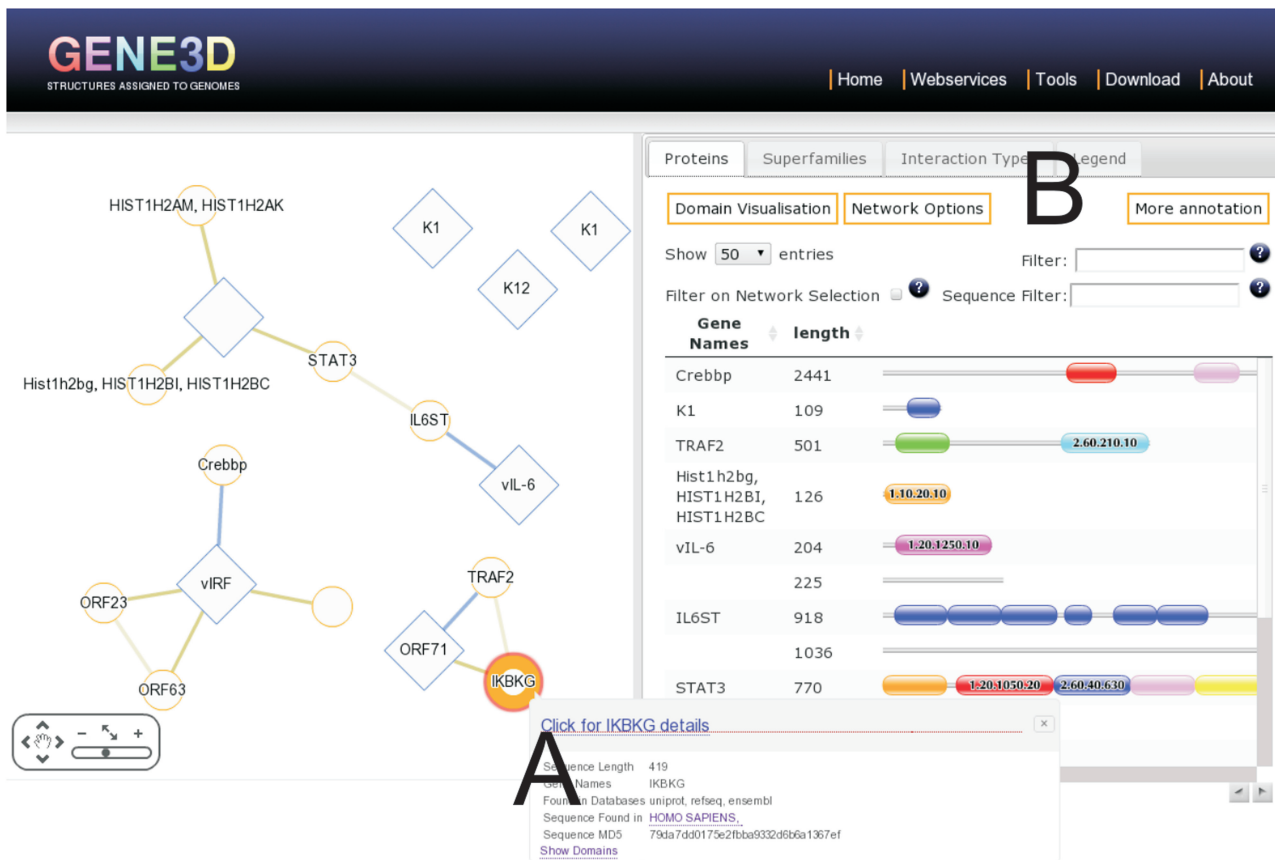 GENE3D
STRUCTURES ASSIGNED TO GENOMES
Home Webservices Tools Download About
HIST1H2AM, HIST1H2AK
K1
K1
K12
STAT3
Hist1h2bg, HIST1H2BI, HIST1H2BC
IL6ST
Crebbp
vIL-6
vIRF
TRAF2
ORF23
ORF71
ORF63
IKBKG
Proteins Superfamilies Interaction Type Legend
B
Domain Visualisation Network Options More annotation
Show 50 entries Filter: ?
Filter on Network Selection ? Sequence Filter: ?
Gene Names length
Crebbp 2441
K1 109
TRAF2 501 2.60.210.10
Hist1h2bg,
HIST1H2BI, 126 1.10.20.10
HIST1H2BC
vIL-6 204 1.20.1250.10
225
IL6ST 918
1036
STAT3 770 1.20.1050.20 2.60.40.630
Click for IKBKG details x
A
Sequence Length 419
Gene Names IKBKG
Found in Databases uniprot, refseq, ensembl
Sequence Found in HOMO SAPIENS,
Sequence MD5 79da7dd0175e2fbba9332d6b6a1367ef
Show Domains